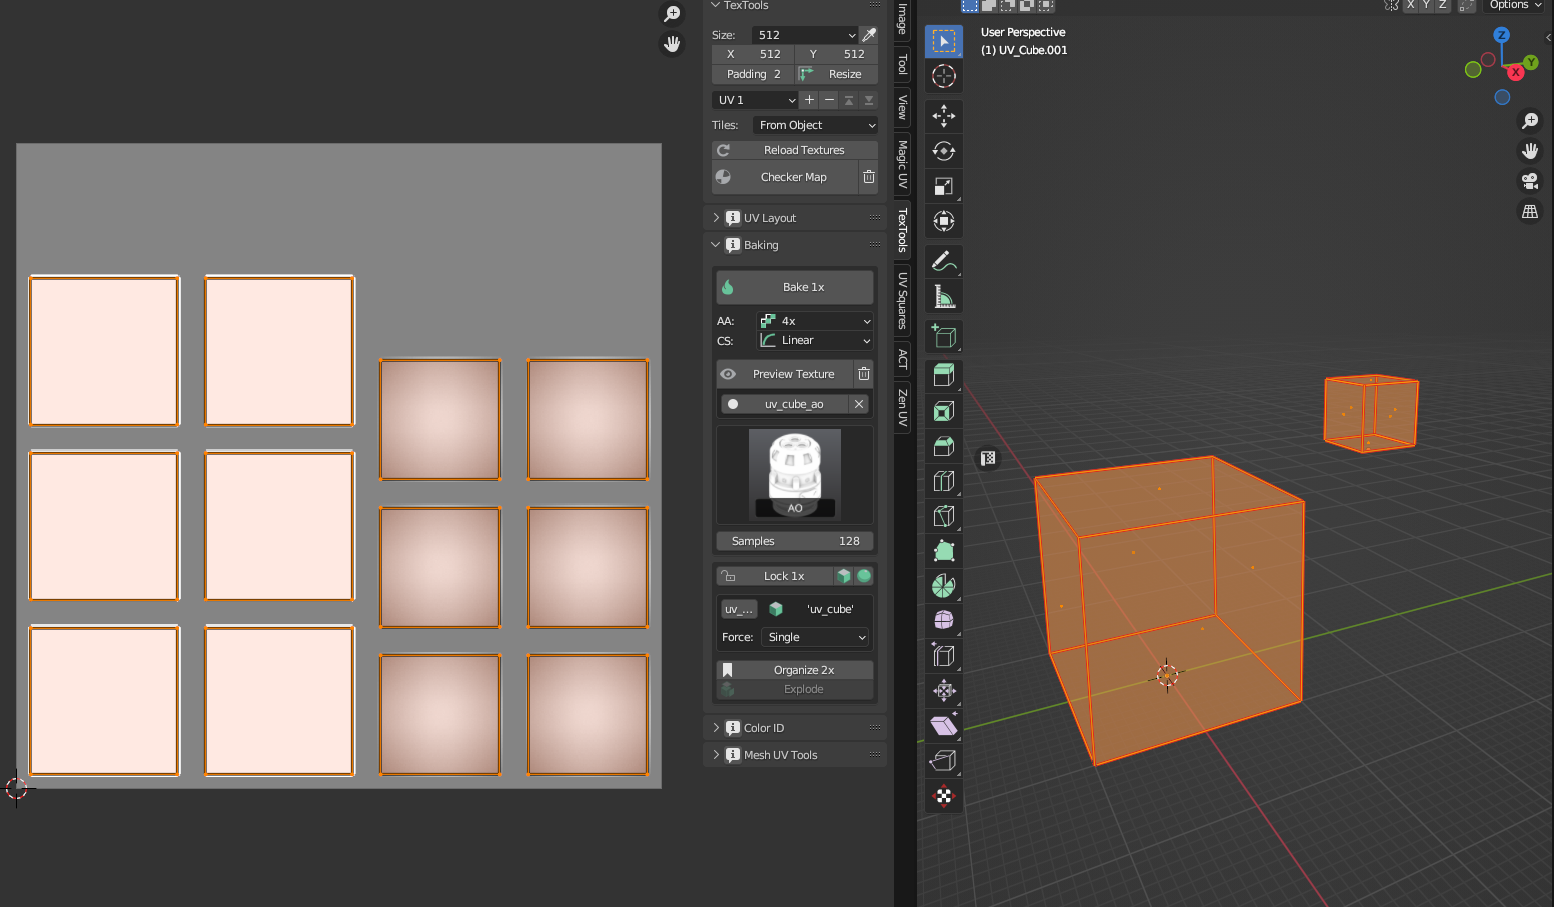 TexTools
Size: 512
X 512 Y 512
Padding 2 Resize
UV 1
Tiles: From Object
Reload Textures
Checker Map
UV Layout
Baking
Bake 1x
AA: 4x
CS: Linear
Preview Texture
uv_cube_ao
AO
Samples 128
Lock 1x
uv_... 'uv_cube'
Force: Single
Organize 2x
Explode
Color ID
Mesh UV Tools
Image
Tool
View
Magic UV
TexTools
UV Squares
ACT
Zen UV
X Y Z Options
User Perspective
(1) UV_Cube.001
Z
Y
X